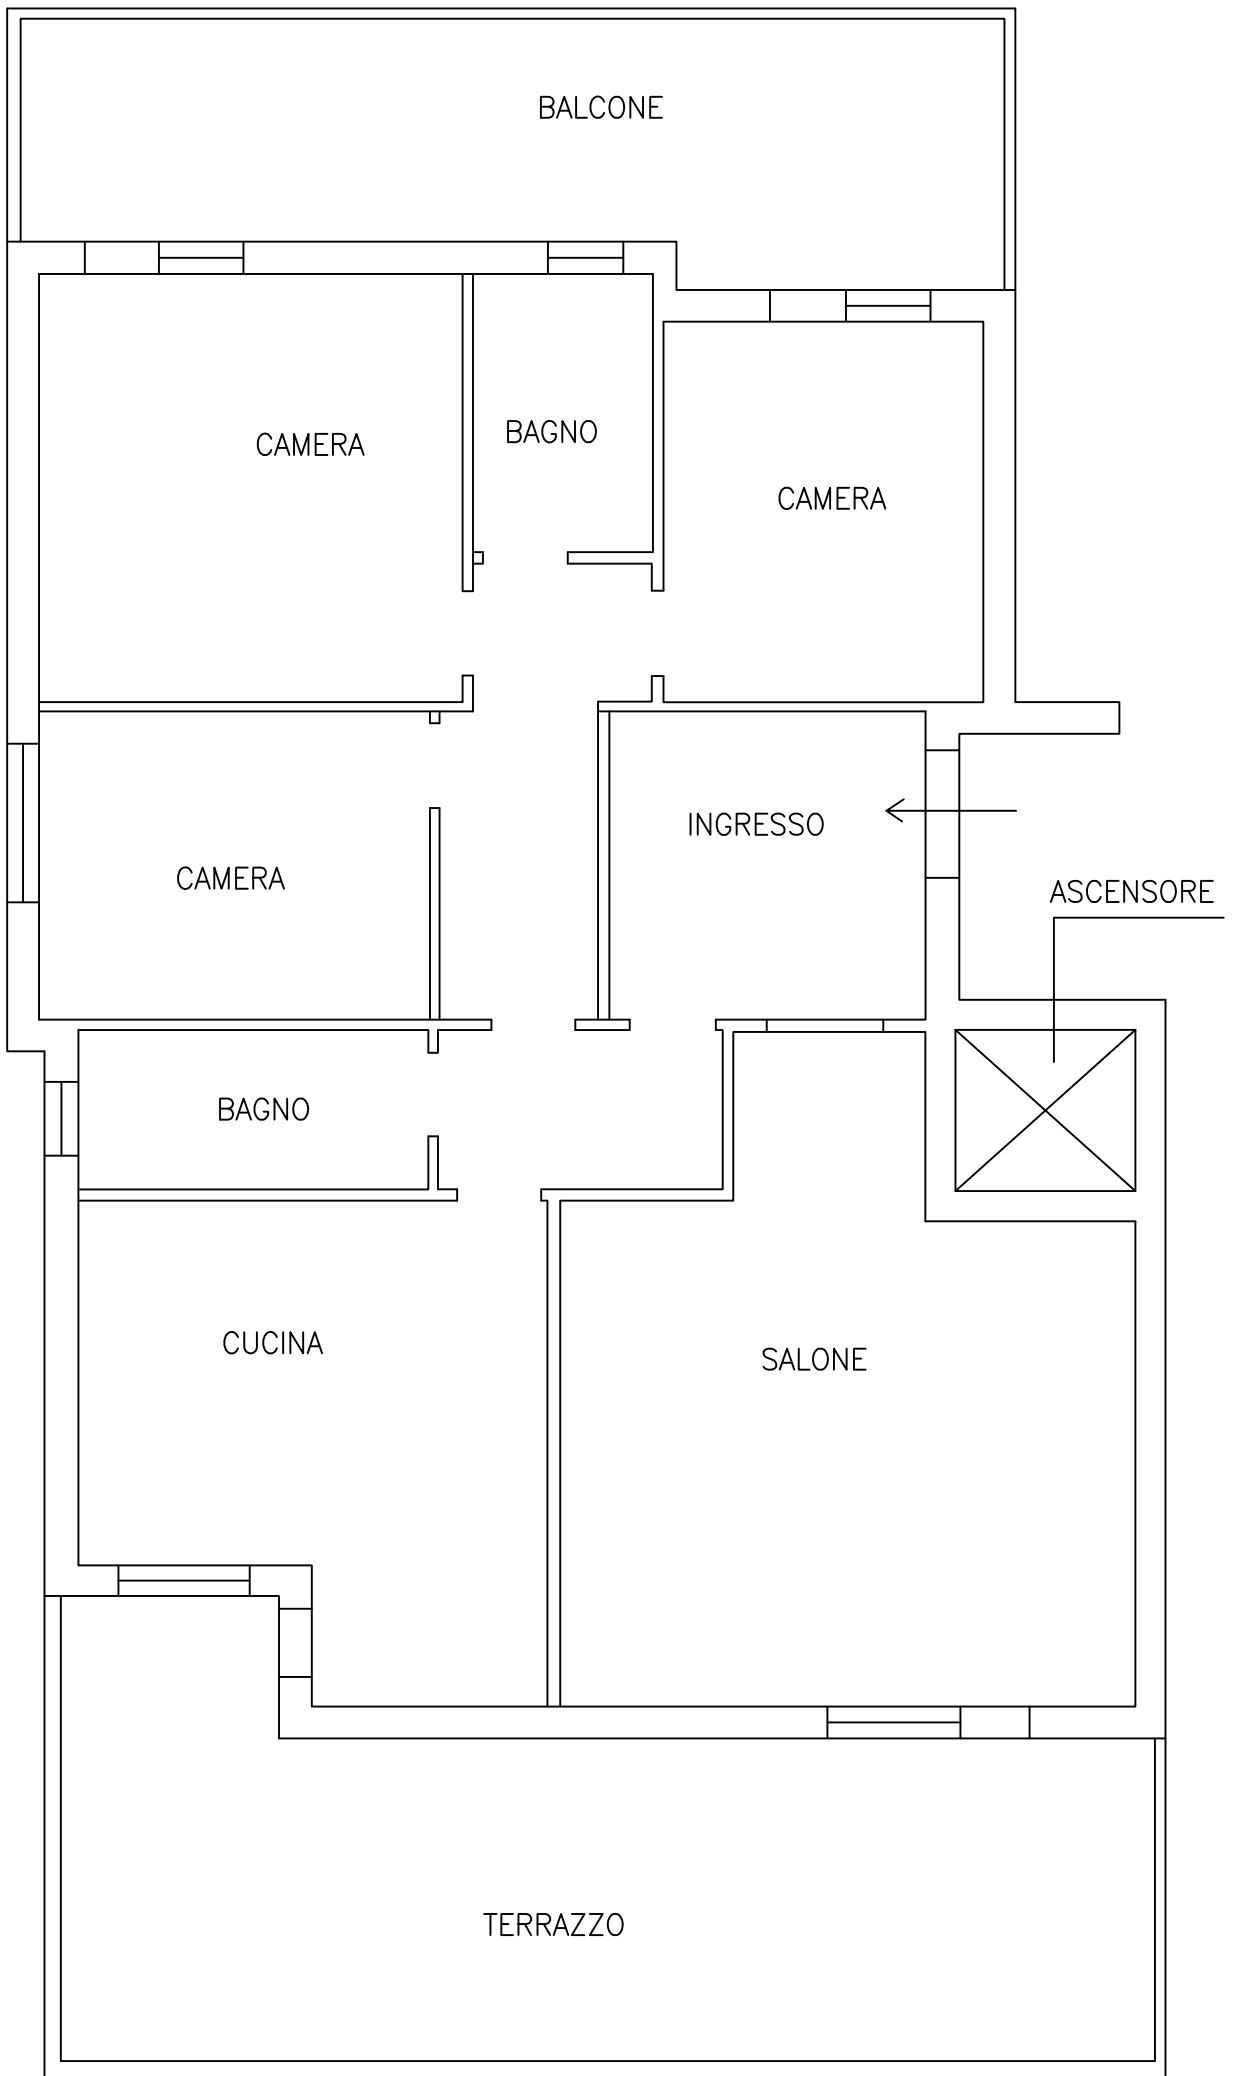 BALCONE
CAMERA
BAGNO
CAMERA
INGRESSO
CAMERA
ASCENSORE
BAGNO
CUCINA
SALONE
TERRAZZO